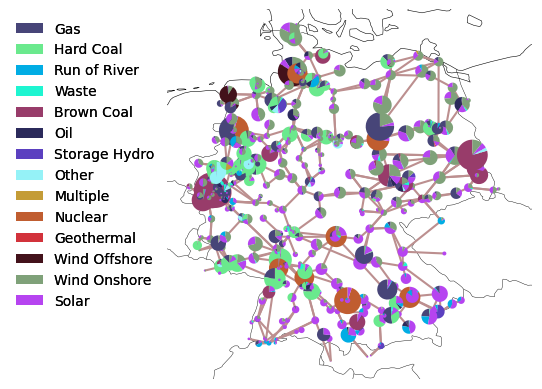 Gas
Hard Coal
Run of River
Waste
Brown Coal
Oil
Storage Hydro
Other
Multiple
Nuclear
Geothermal
Wind Offshore
Wind Onshore
Solar